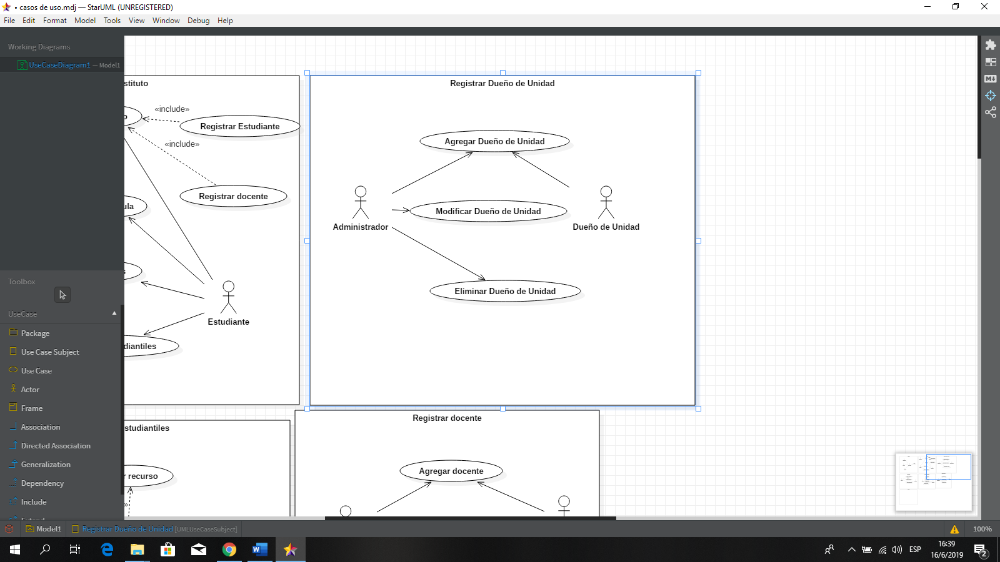 • casos de uso.mdj — StarUML (UNREGISTERED)
File Edit Format Model Tools View Window Debug Help
Working Diagrams
UseCaseDiagram1 — Model1
Toolbox
UseCase
Package
Use Case Subject
Use Case
Actor
Frame
Association
Directed Association
Generalization
Dependency
Include
Extend
stituto
o
«include»
Registrar Estudiante
«include»
Registrar docente
ula
s
Estudiante
diantiles
Registrar Dueño de Unidad
Agregar Dueño de Unidad
Administrador
Modificar Dueño de Unidad
Dueño de Unidad
Eliminar Dueño de Unidad
studiantiles
r recurso
»
Registrar docente
Agregar docente
Model1
Registrar Dueño de Unidad [UMLUseCaseSubject]
100%
ESP
16:39
16/6/2019
2